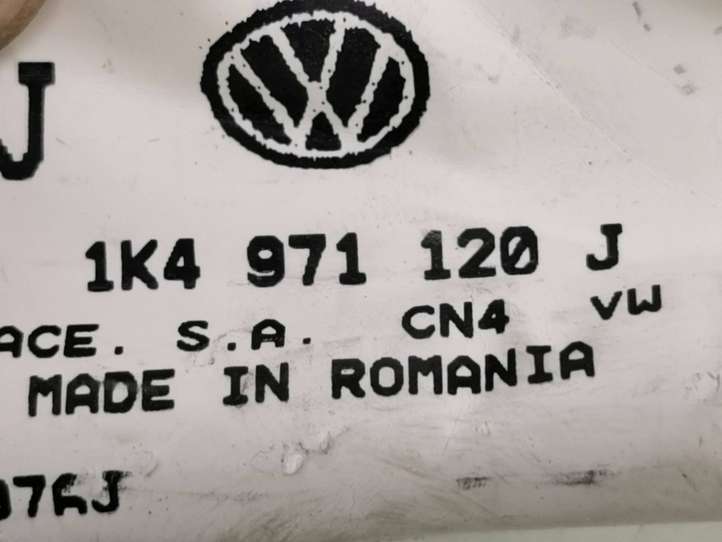 J
1K4 971 120 J
ACE. S.A. CN4 VW
MADE IN ROMANIA